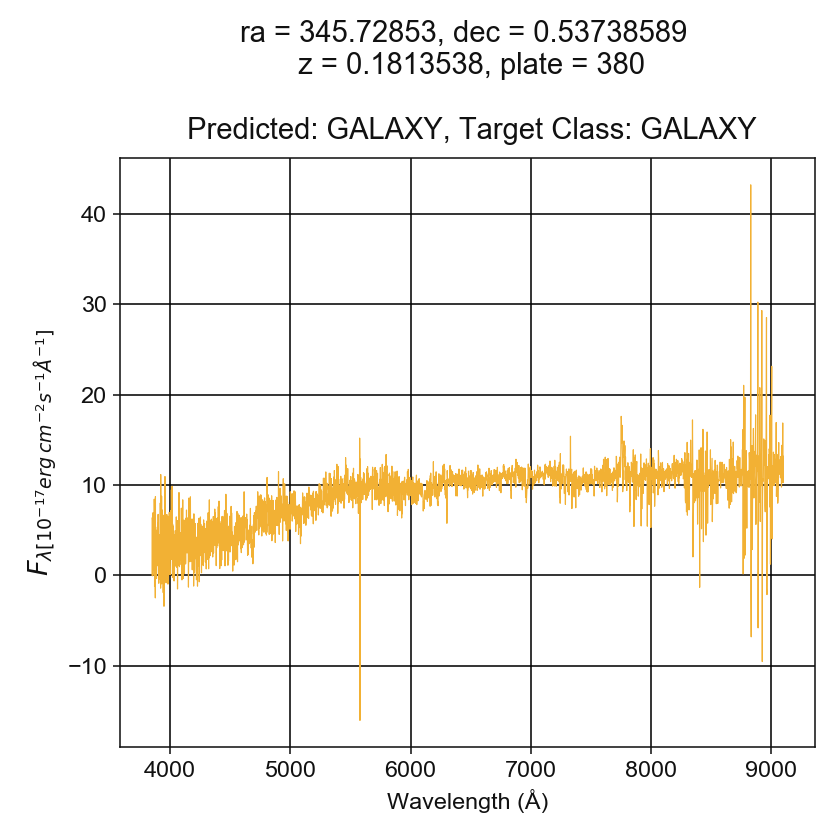 ra = 345.72853, dec = 0.53738589
z = 0.1813538, plate = 380
Predicted: GALAXY, Target Class: GALAXY
40
30
20
10
0
−10
F_{λ[10^{−17} erg cm^{−2} s^{−1} Å^{−1}]}
4000 5000 6000 7000 8000 9000
Wavelength (Å)